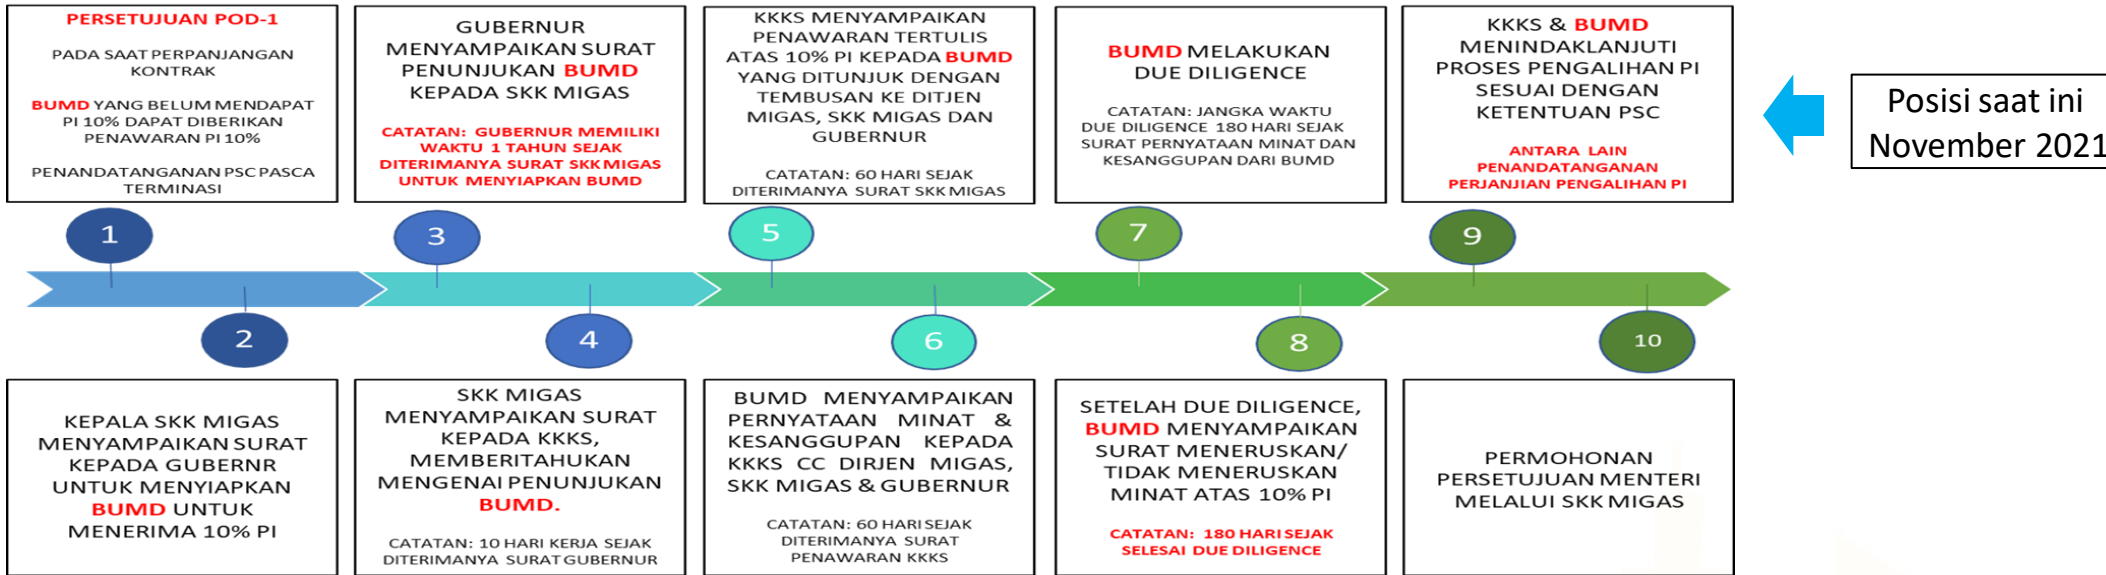 PERSETUJUAN POD-1
PADA SAAT PERPANJANGAN
KONTRAK
BUMD YANG BELUM MENDAPAT
PI 10% DAPAT DIBERIKAN
PENAWARAN PI 10%
PENANDATANGANAN PSC PASCA
TERMINASI
GUBERNUR
MENYAMPAIKAN SURAT
PENUNJUKAN BUMD
KEPADA SKK MIGAS
CATATAN: GUBERNUR MEMILIKI
WAKTU 1 TAHUN SEJAK
DITERIMANYA SURAT SKK MIGAS
UNTUK MENYIAPKAN BUMD
KKKS MENYAMPAIKAN
PENAWARAN TERTULIS
ATAS 10% PI KEPADA BUMD
YANG DITUNJUK DENGAN
TEMBUSAN KE DITJEN
MIGAS, SKK MIGAS DAN
GUBERNUR
CATATAN: 60 HARI SEJAK
DITERIMANYA SURAT SKK MIGAS
BUMD MELAKUKAN
DUE DILIGENCE
CATATAN: JANGKA WAKTU
DUE DILIGENCE 180 HARI SEJAK
SURAT PERNYATAAN MINAT DAN
KESANGGUPAN DARI BUMD
KKKS & BUMD
MENINDAKLANJUTI
PROSES PENGALIHAN PI
SESUAI DENGAN
KETENTUAN PSC
ANTARA LAIN
PENANDATANGANAN
PERJANJIAN PENGALIHAN PI
Posisi saat ini
November 2021
1
3
5
7
9
2
4
6
8
10
KEPALA SKK MIGAS
MENYAMPAIKAN SURAT
KEPADA GUBERNR
UNTUK MENYIAPKAN
BUMD UNTUK
MENERIMA 10% PI
SKK MIGAS
MENYAMPAIKAN SURAT
KEPADA KKKS,
MEMBERITAHUKAN
MENGENAI PENUNJUKAN
BUMD.
CATATAN: 10 HARI KERJA SEJAK
DITERIMANYA SURAT GUBERNUR
BUMD MENYAMPAIKAN
PERNYATAAN MINAT &
KESANGGUPAN KEPADA
KKKS CC DIRJEN MIGAS,
SKK MIGAS & GUBERNUR
CATATAN: 60 HARI SEJAK
DITERIMANYA SURAT
PENAWARAN KKKS
SETELAH DUE DILIGENCE,
BUMD MENYAMPAIKAN
SURAT MENERUSKAN/
TIDAK MENERUSKAN
MINAT ATAS 10% PI
CATATAN: 180 HARI SEJAK
SELESAI DUE DILIGENCE
PERMOHONAN
PERSETUJUAN MENTERI
MELALUI SKK MIGAS